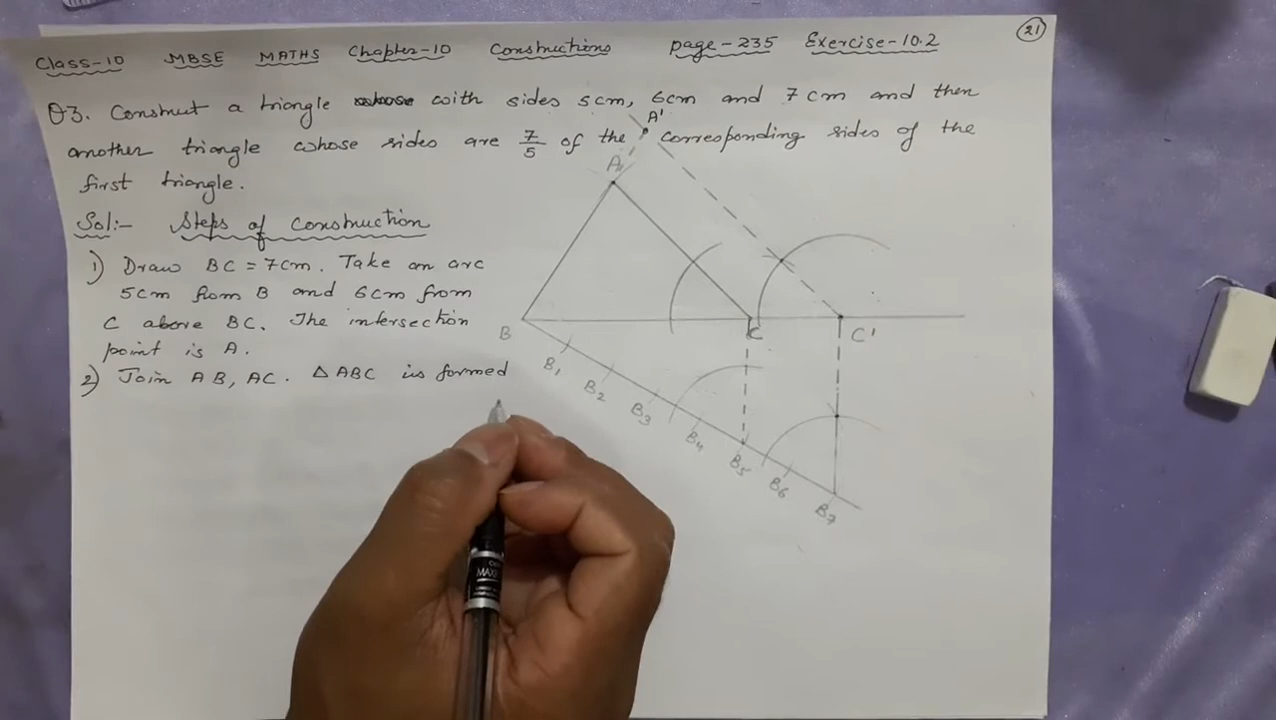 21
Class-10 MBSE MATHS Chapter-10 Constructions page-235 Exercise-10.2
Q3. Construct a triangle whose with sides 5cm, 6cm and 7cm and then
another triangle whose sides are 7/5 of the corresponding sides of the
first triangle.
Sol:- Steps of Construction
1) Draw BC = 7cm. Take an arc
5cm from B and 6cm from
C above BC. The intersection
point is A.
2) Join AB, AC. △ABC is formed
A'
A
B
C
C'
B1
B2
B3
B4
B5
B6
B7
MAX